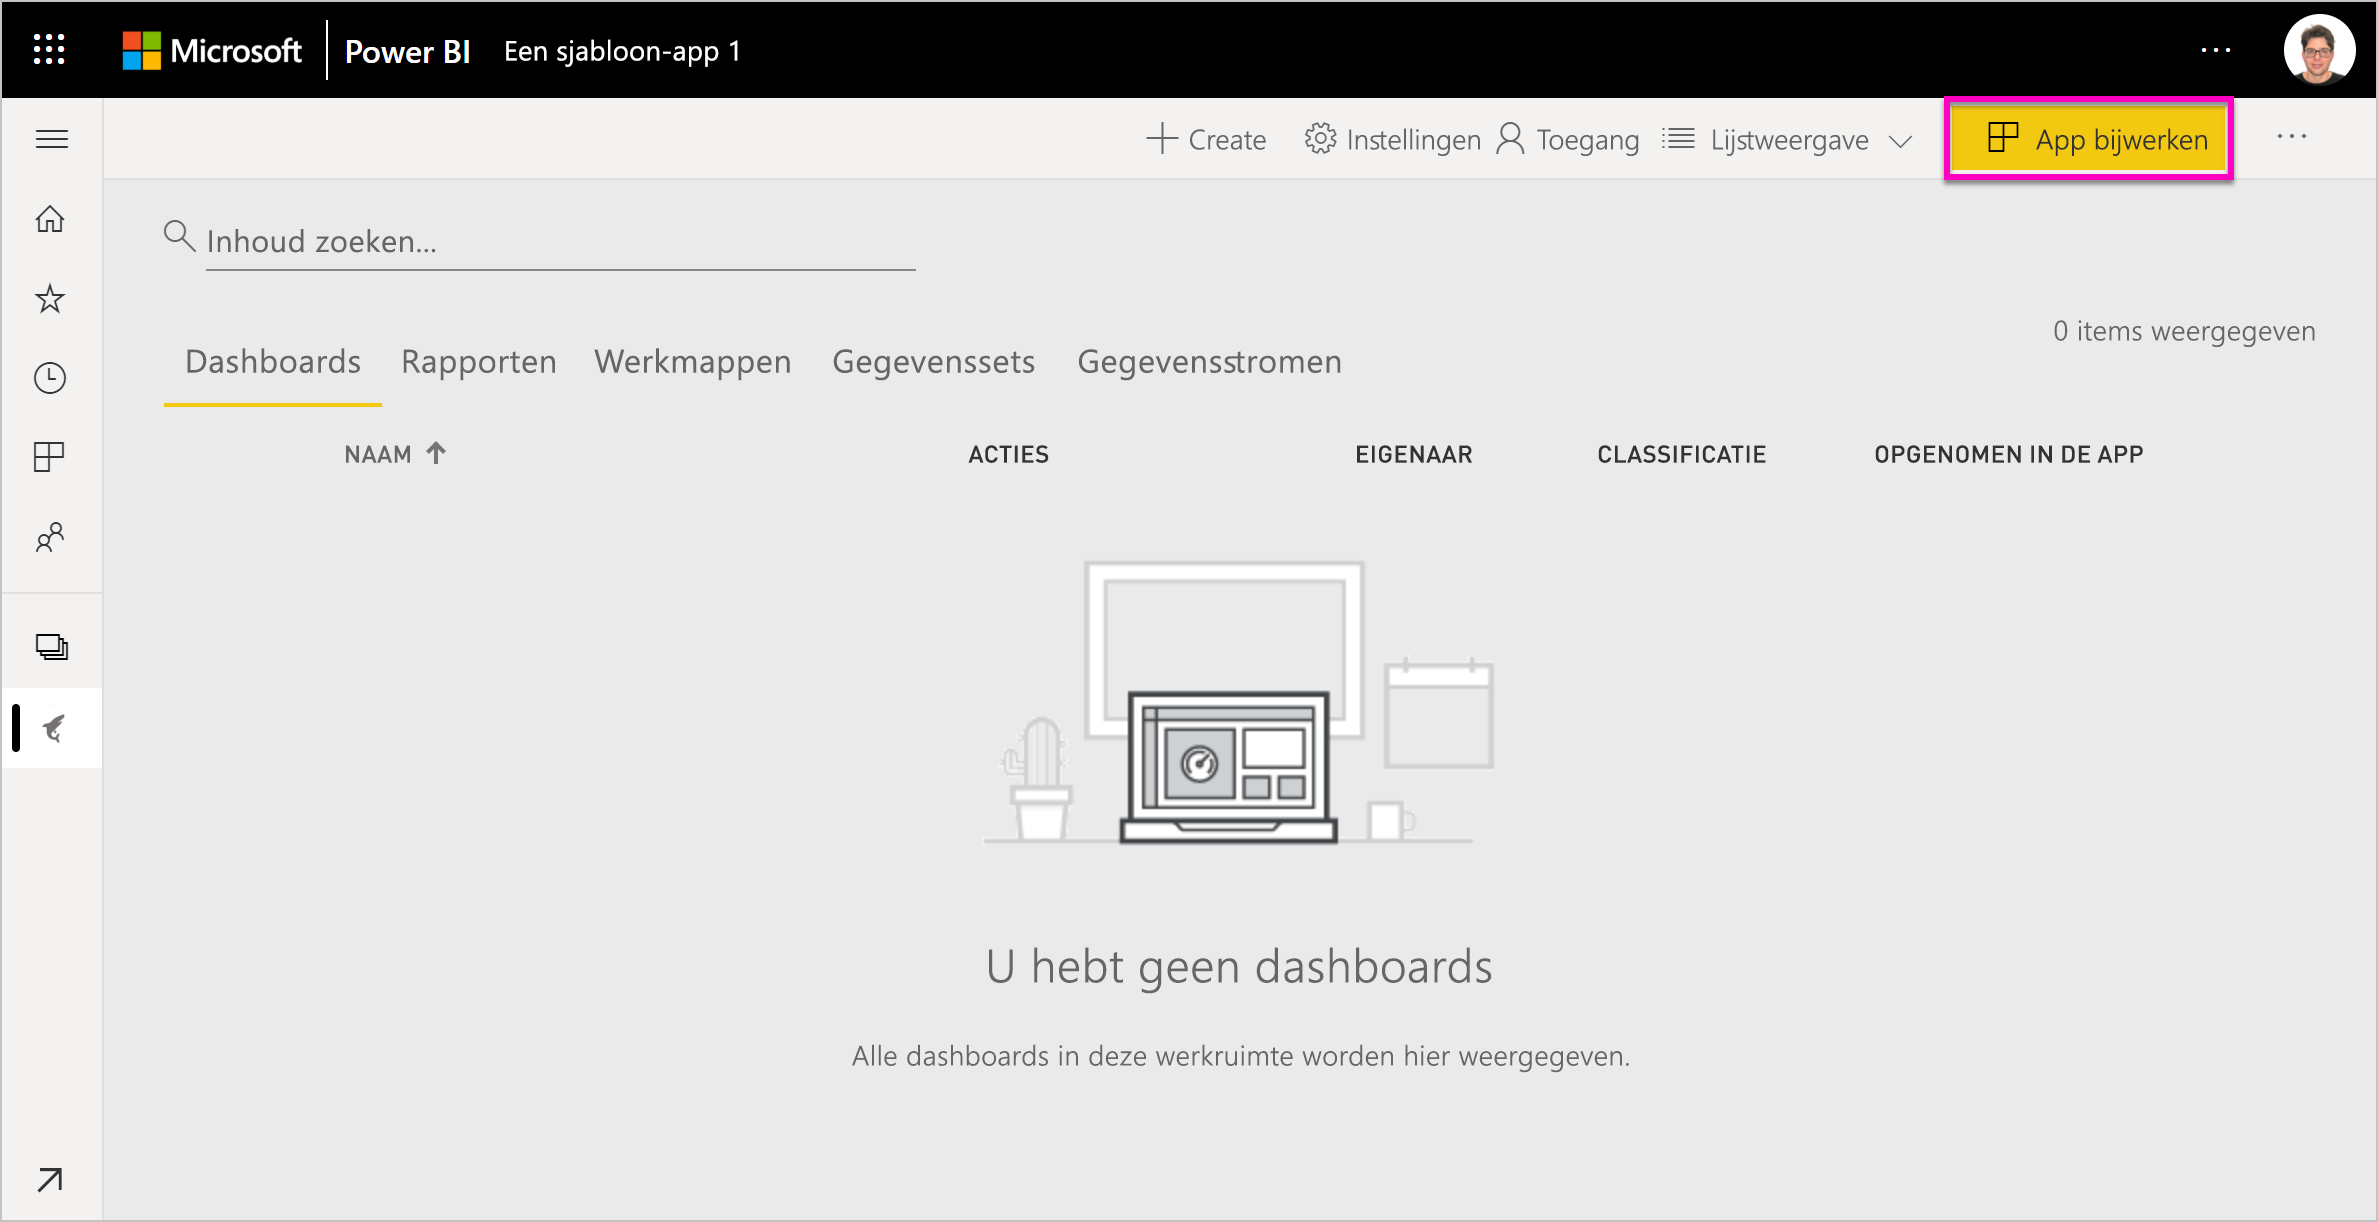 Microsoft Power BI Een sjabloon-app 1 ...
Create Instellingen Toegang Lijstweergave App bijwerken ...
Inhoud zoeken...
0 items weergegeven
Dashboards Rapporten Werkmappen Gegevenssets Gegevensstromen
NAAM ACTIES EIGENAAR CLASSIFICATIE OPGENOMEN IN DE APP
U hebt geen dashboards
Alle dashboards in deze werkruimte worden hier weergegeven.